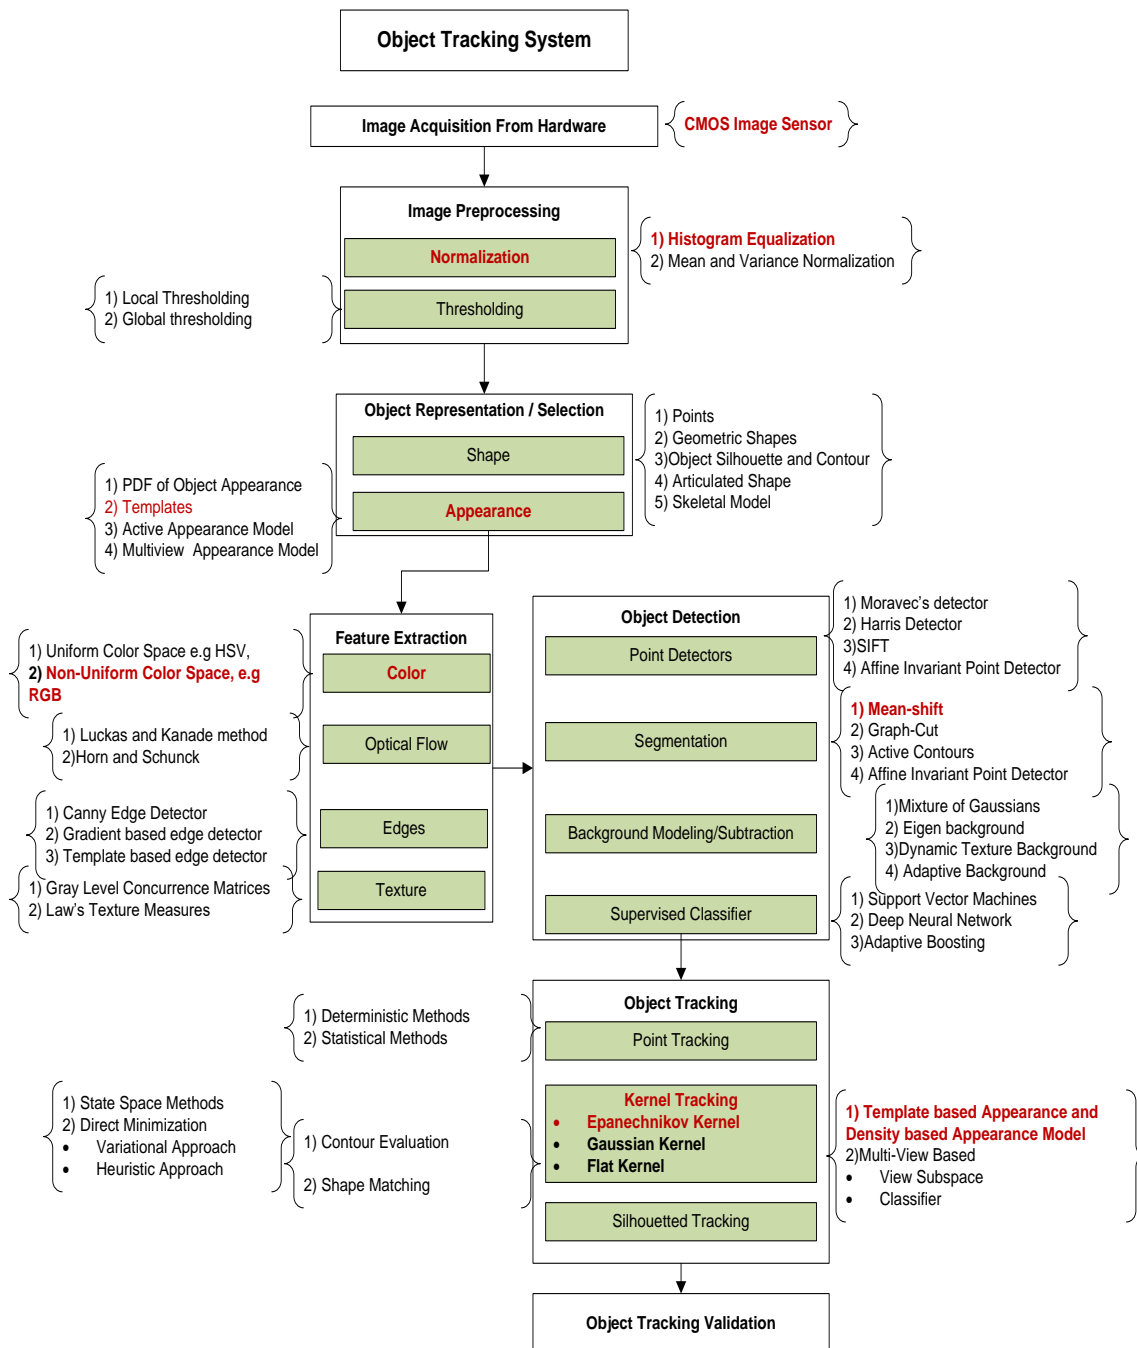 Object Tracking System
Image Acquisition From Hardware
CMOS Image Sensor
Image Preprocessing
Normalization
1) Histogram Equalization
2) Mean and Variance Normalization
1) Local Thresholding
2) Global thresholding
Thresholding
Object Representation / Selection
Shape
1) Points
2) Geometric Shapes
3)Object Silhouette and Contour
4) Articulated Shape
5) Skeletal Model
1) PDF of Object Appearance
2) Templates
3) Active Appearance Model
4) Multiview Appearance Model
Appearance
Feature Extraction
1) Uniform Color Space e.g HSV,
2) Non-Uniform Color Space, e.g
RGB
Color
1) Luckas and Kanade method
2)Horn and Schunck
Optical Flow
1) Canny Edge Detector
2) Gradient based edge detector
3) Template based edge detector
Edges
1) Gray Level Concurrence Matrices
2) Law's Texture Measures
Texture
Object Detection
Point Detectors
1) Moravec's detector
2) Harris Detector
3)SIFT
4) Affine Invariant Point Detector
Segmentation
1) Mean-shift
2) Graph-Cut
3) Active Contours
4) Affine Invariant Point Detector
Background Modeling/Subtraction
1)Mixture of Gaussians
2) Eigen background
3)Dynamic Texture Background
4) Adaptive Background
Supervised Classifier
1) Support Vector Machines
2) Deep Neural Network
3)Adaptive Boosting
Object Tracking
1) Deterministic Methods
2) Statistical Methods
Point Tracking
Kernel Tracking
• Epanechnikov Kernel
• Gaussian Kernel
• Flat Kernel
1) Template based Appearance and
Density based Appearance Model
2)Multi-View Based
• View Subspace
• Classifier
1) State Space Methods
2) Direct Minimization
• Variational Approach
• Heuristic Approach
1) Contour Evaluation
2) Shape Matching
Silhouetted Tracking
Object Tracking Validation